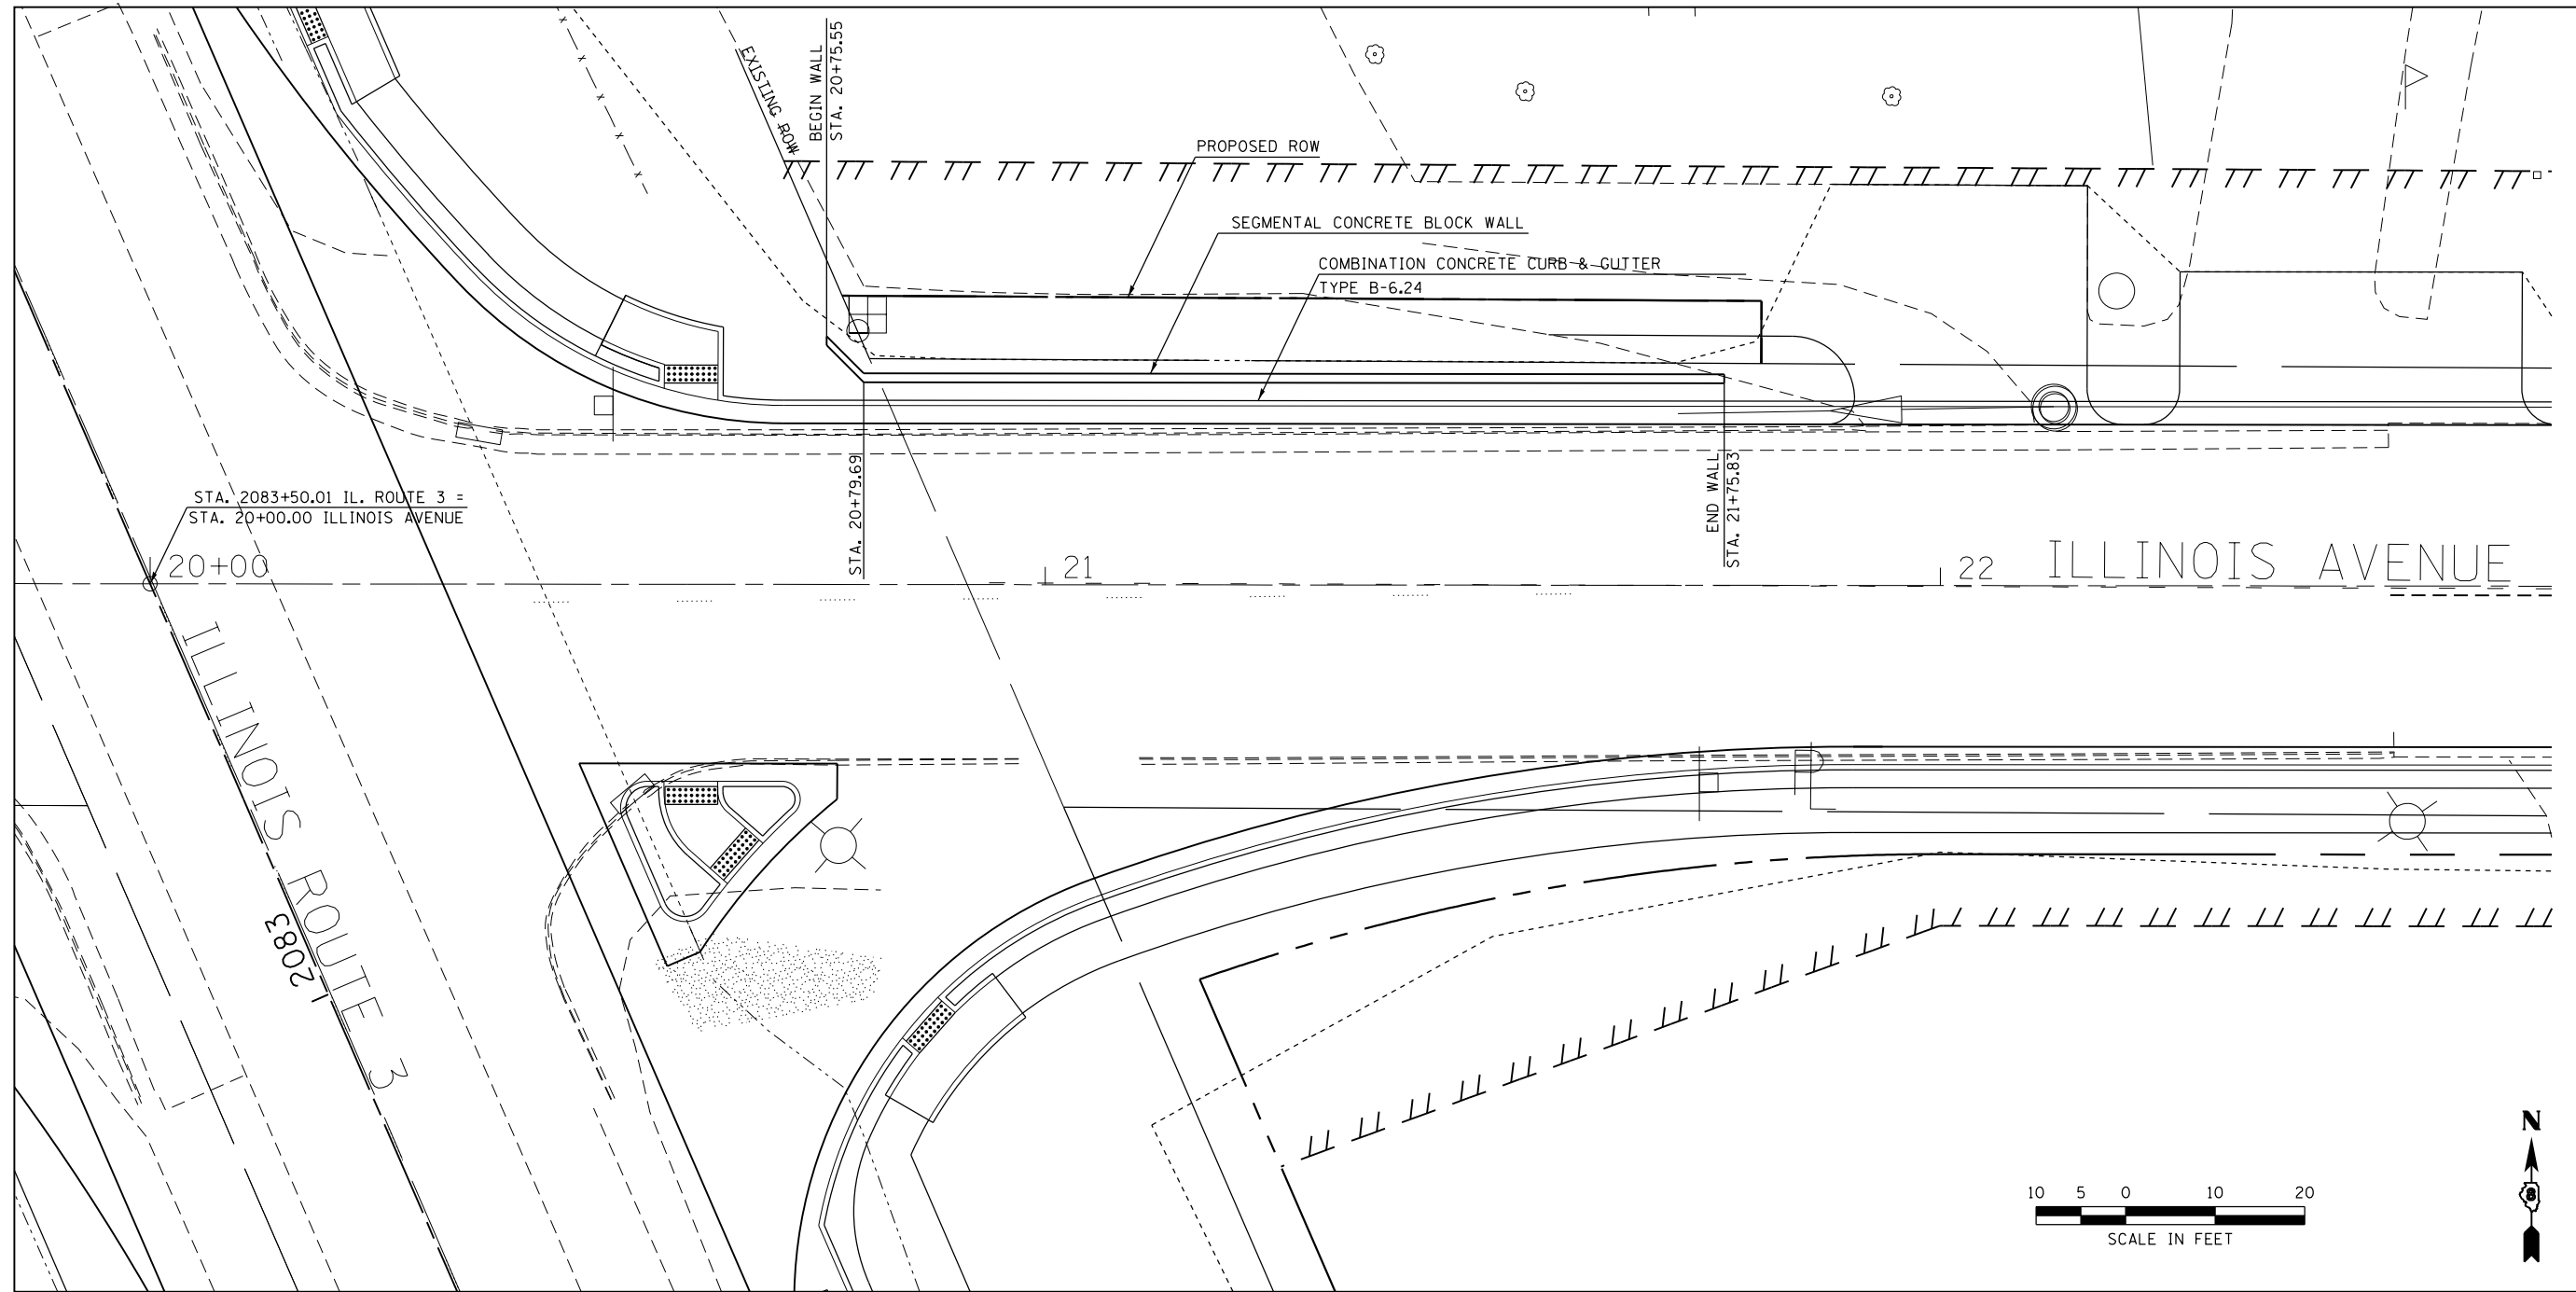 EXISTING ROW
BEGIN WALL
STA. 20+75.55
PROPOSED ROW
SEGMENTAL CONCRETE BLOCK WALL
COMBINATION CONCRETE CURB & GUTTER
TYPE B-6.24
STA. 2083+50.01 IL. ROUTE 3 =
STA. 20+00.00 ILLINOIS AVENUE
STA. 20+79.69
END WALL
STA. 21+75.83
20+00
21
22
ILLINOIS AVENUE
ILLINOIS ROUTE 3
2083
N
8
10 5 0 10 20
SCALE IN FEET